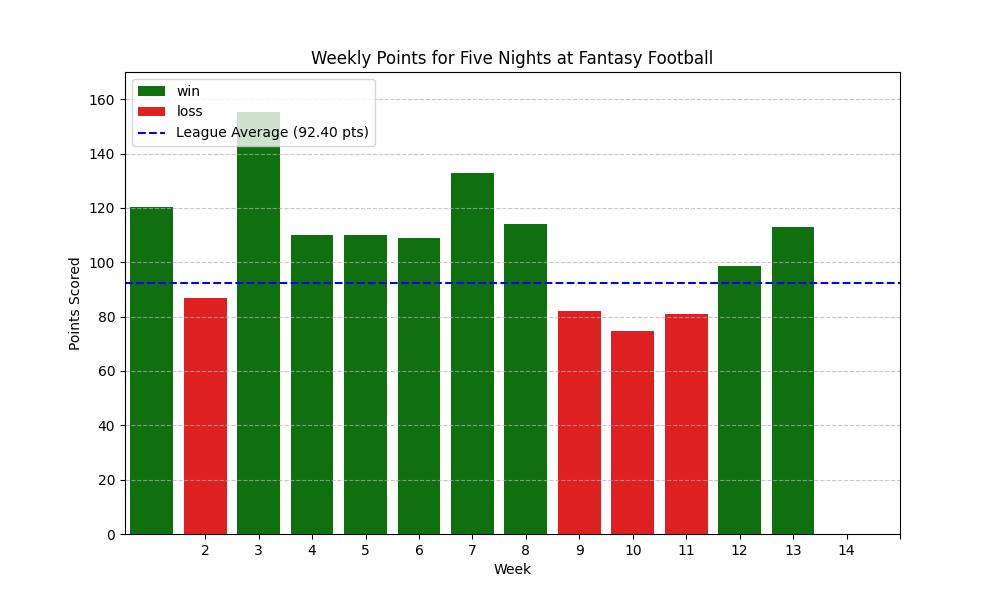 Weekly Points for Five Nights at Fantasy Football
win
loss
League Average (92.40 pts)
160
140
120
100
80
60
40
20
0
Points Scored
2 3 4 5 6 7 8 9 10 11 12 13 14
Week